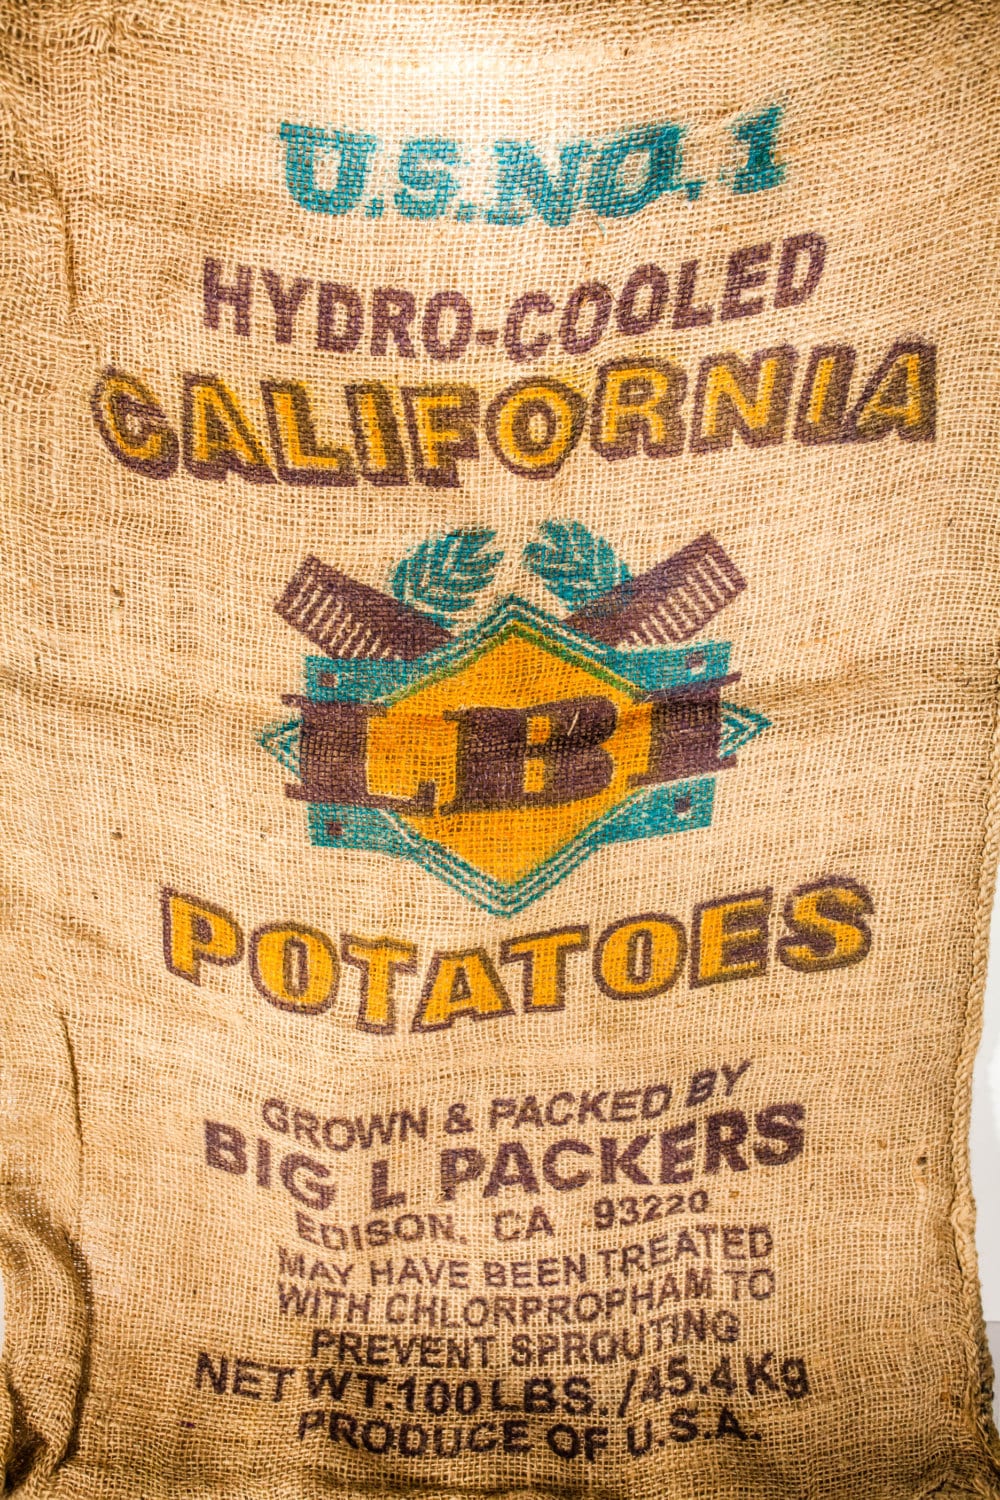 U.S. NO. 1
HYDRO-COOLED
CALIFORNIA
LBL
POTATOES
GROWN & PACKED BY
BIG L PACKERS
EDISON, CA 93220
MAY HAVE BEEN TREATED
WITH CHLORPROPHAM TO
PREVENT SPROUTING
NET WT.100 LBS./45.4 Kg
PRODUCE OF U.S.A.